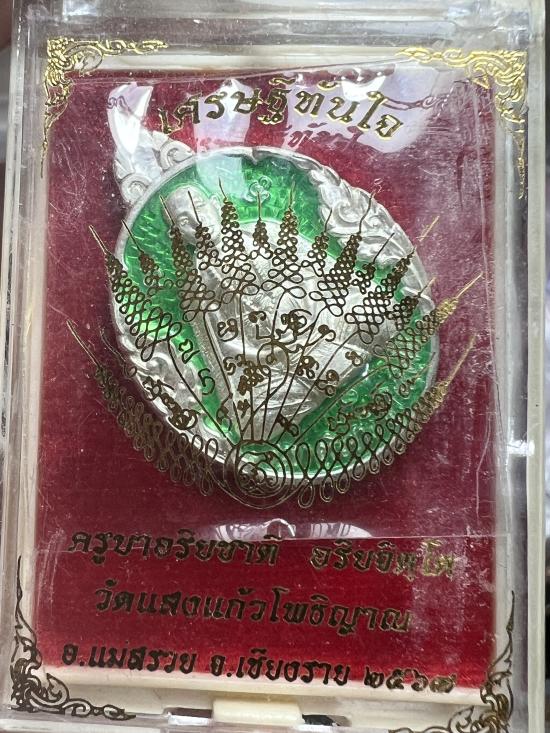 เศรษฐีทันใจ
ครูบาอริยชาติ อริยจิตฺโต
วัดแสงแก้วโพธิญาณ
อ.แม่สรวย จ.เชียงราย ๒๕๖๗